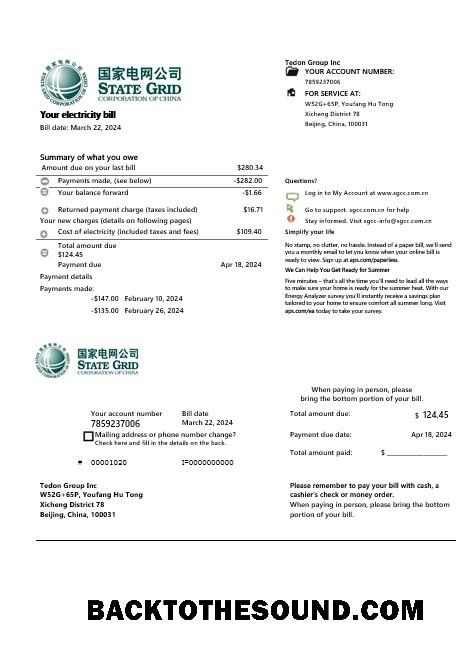 国家电网公司
STATE GRID
CORPORATION OF CHINA
Your electricity bill
Bill date: March 22, 2024
Tedon Group Inc
YOUR ACCOUNT NUMBER:
7859237006
FOR SERVICE AT:
W52G+65P, Youfang Hu Tong
Xicheng District 78
Beijing, China, 100031
Summary of what you owe
Amount due on your last bill $280.34
Payments made, (see below) -$282.00
Your balance forward -$1.66
Returned payment charge (taxes included) $16.71
Your new charges (details on following pages)
Cost of electricity (including taxes and fees) $109.40
Total amount due
$124.45
Payment due Apr 18, 2024
Payment details
Payments made:
-$147.00 February 10, 2024
-$135.00 February 26, 2024
Questions?
Log in to My Account at www.sgcc.com.cn
Go to support. sgcc.com.cn for help
Stop informed. Visit sgcc-info@sgcc.com.cn
Simplify your life
No stamp, no clutter, no hassle. Instead of a paper bill, we'll send
you a monthly email to let you know when your online bill is
ready to view. Sign up at aps.com/paperless.
We Can Help You Get Ready for Summer
Five minutes – that's all the time you'll need to lead all the ways
to make sure your home is ready for the summer heat. With our
Energy Analyzer survey you'll instantly receive a savings plan
tailored to your home to ensure comfort all summer long. Visit
aps.com/ea today to take your survey.
国家电网公司
STATE GRID
CORPORATION OF CHINA
When paying in person, please
bring the bottom portion of your bill.
Your account number Bill date
7859237006 March 22, 2024
Mailing address or phone number change?
Check here and fill in the details on the back.
# 00001020 I=0000000000
Total amount due: $ 124.45
Payment due date: Apr 18, 2024
Total amount paid: $
Tedon Group Inc
W52G+65P, Youfang Hu Tong
Xicheng District 78
Beijing, China, 100031
Please remember to pay your bill with cash, a
cashier's check or money order.
When paying in person, please bring the bottom
portion of your bill.
BACKTOTHESOUND.COM